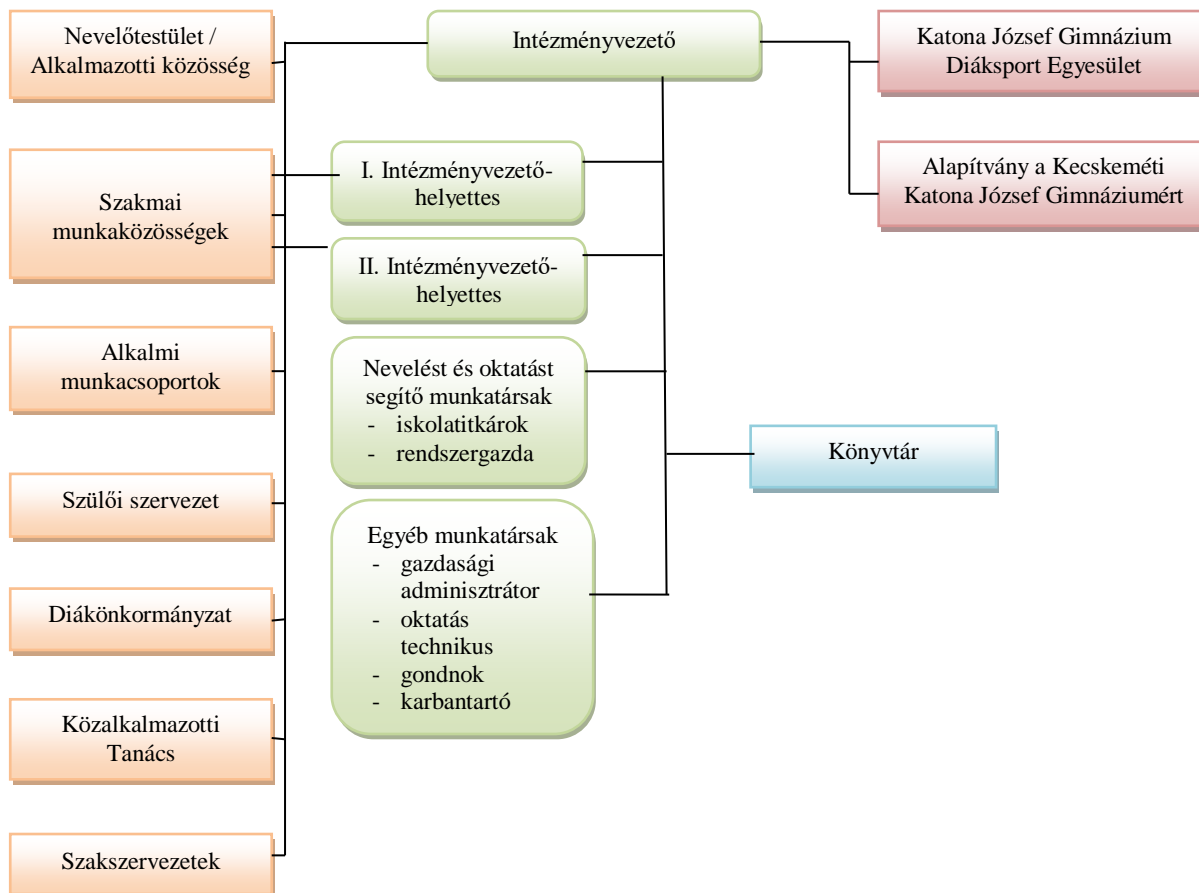 Nevelőtestület /
Alkalmazotti közösség
Intézményvezető
Katona József Gimnázium
Diáksport Egyesület
Szakmai
munkaközösségek
I. Intézményvezető-
helyettes
Alapítvány a Kecskeméti
Katona József Gimnáziumért
II. Intézményvezető-
helyettes
Alkalmi
munkacsoportok
Nevelést és oktatást
segítő munkatársak
- iskolatitkárok
- rendszergazda
Könyvtár
Szülői szervezet
Egyéb munkatársak
- gazdasági
adminisztrátor
- oktatás
technikus
- gondnok
- karbantartó
Diákönkormányzat
Közalkalmazotti
Tanács
Szakszervezetek